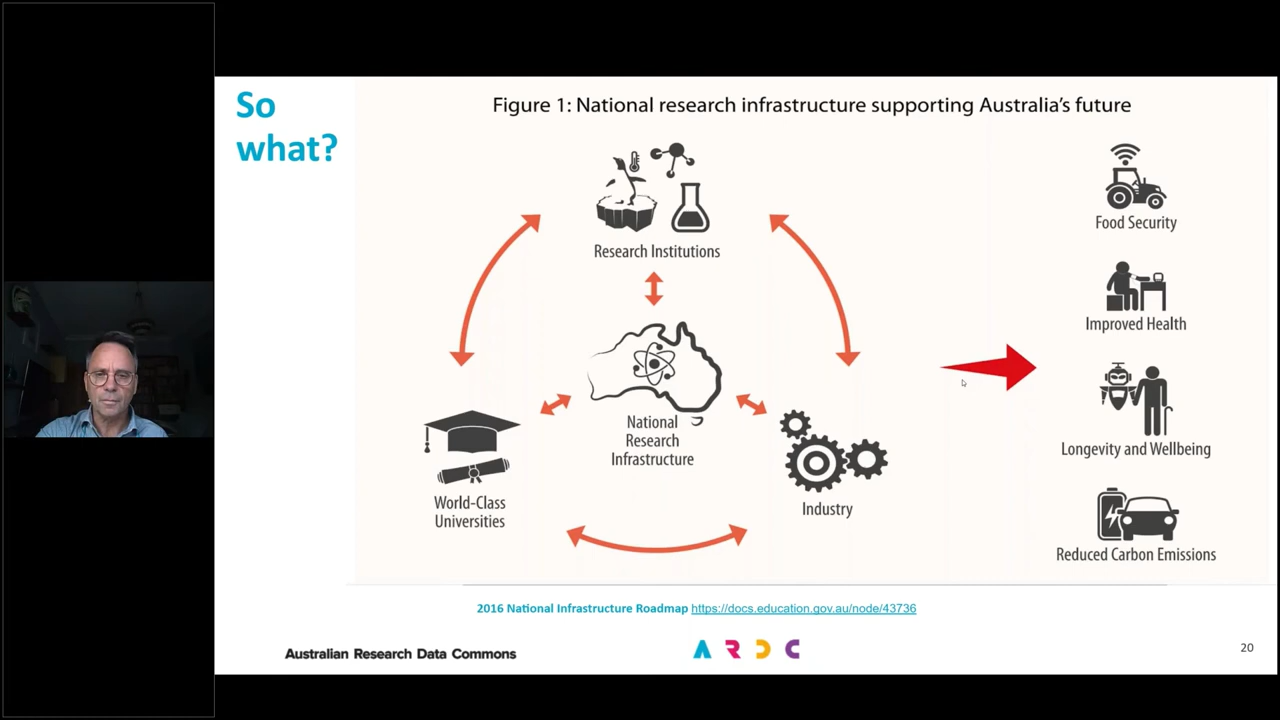 So
what?
Figure 1: National research infrastructure supporting Australia's future
Research Institutions
National
Research
Infrastructure
World-Class
Universities
Industry
Food Security
Improved Health
Longevity and Wellbeing
Reduced Carbon Emissions
2016 National Infrastructure Roadmap https://docs.education.gov.au/node/43736
Australian Research Data Commons
A R D C
20